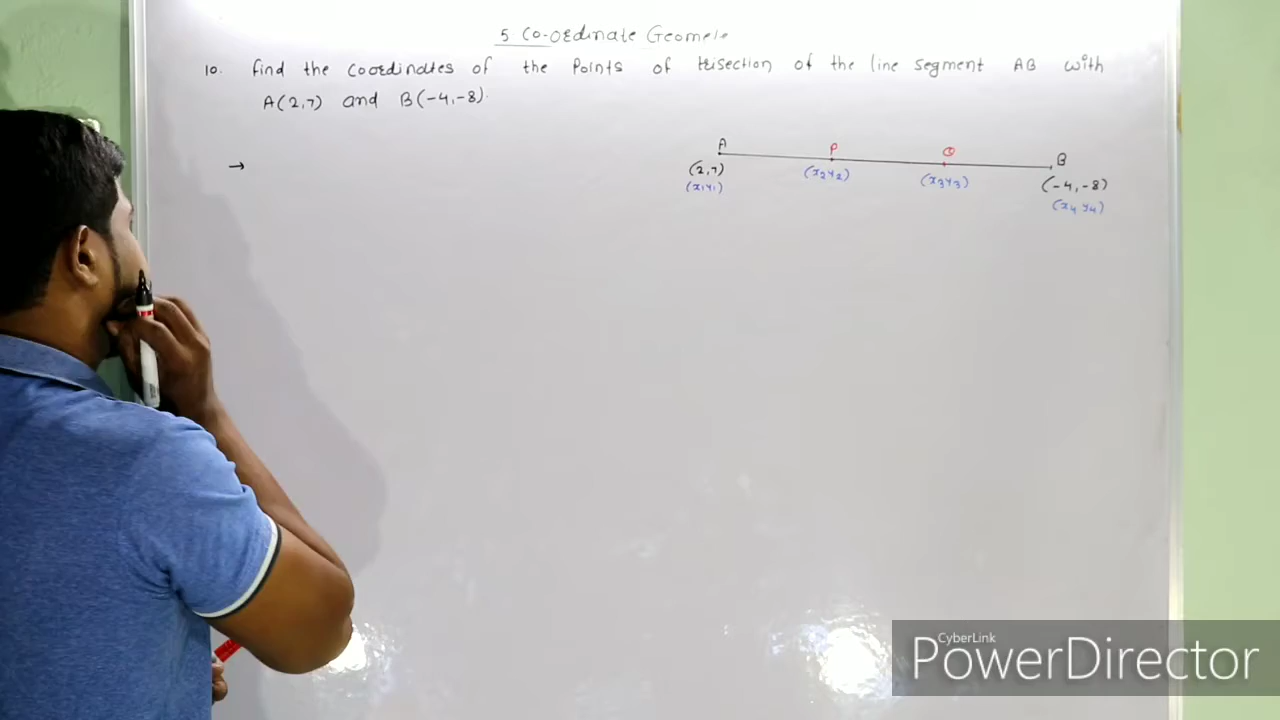 5 Co-ordinate Geomete
10. find the coordinates of the points of trisection of the line segment AB with
A(2,7) and B(-4,-8).
→
A P Q B
(2,7) (x2y2) (x3y3) (-4,-8)
(x1y1) (x4 y4)
CyberLink
PowerDirector